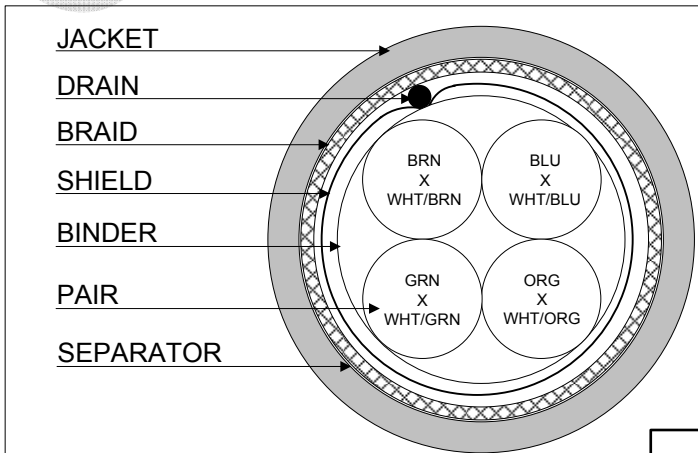 JACKET
DRAIN
BRAID
SHIELD
BINDER
PAIR
SEPARATOR
BRN
X
WHT/BRN
BLU
X
WHT/BLU
GRN
X
WHT/GRN
ORG
X
WHT/ORG